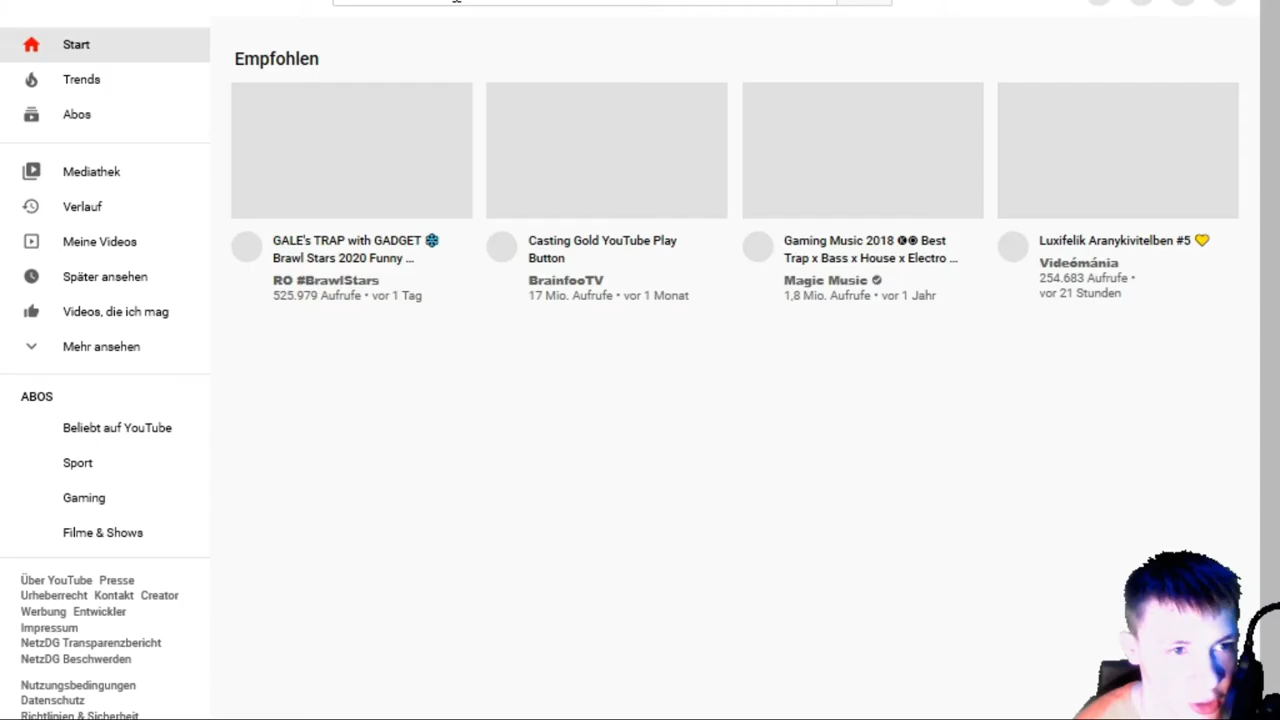 Start
Trends
Abos
Mediathek
Verlauf
Meine Videos
Später ansehen
Videos, die ich mag
Mehr ansehen
ABOS
Beliebt auf YouTube
Sport
Gaming
Filme & Shows
Über YouTube Presse
Urheberrecht Kontakt Creator
Werbung Entwickler
Impressum
NetzDG Transparenzbericht
NetzDG Beschwerden
Nutzungsbedingungen
Datenschutz
Richtlinien & Sicherheit
Empfohlen
GALE's TRAP with GADGET ❄
Brawl Stars 2020 Funny ...
RO #BrawlStars
525.979 Aufrufe • vor 1 Tag
Casting Gold YouTube Play
Button
BrainfooTV
17 Mio. Aufrufe • vor 1 Monat
Gaming Music 2018 Best
Trap x Bass x House x Electro ...
Magic Music
1,8 Mio. Aufrufe • vor 1 Jahr
Luxifelik Aranykivitelben #5 💛
Videómánia
254.683 Aufrufe •
vor 21 Stunden